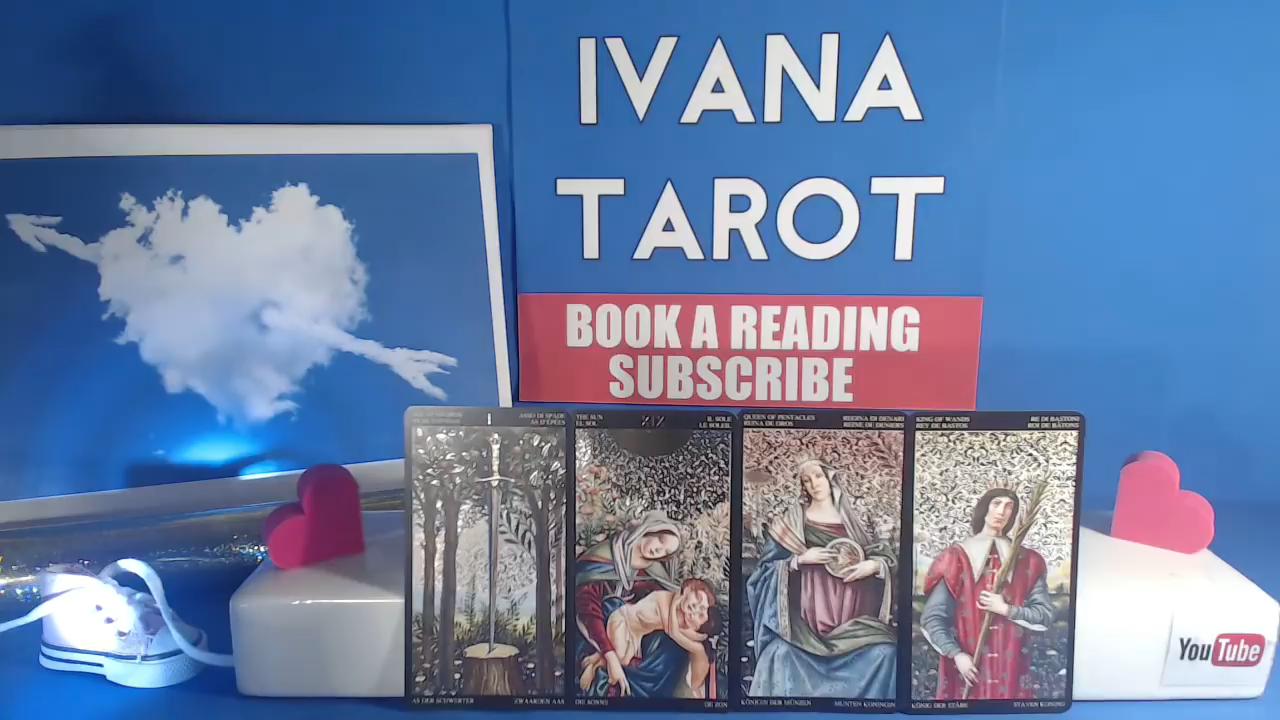 IVANA
TAROT
BOOK A READING
SUBSCRIBE
I
ASSO DI SPADE
AS D'ÉPÉES
AS DER SCHWERTER
ZWAARDEN AAS
THE SUN
EL SOL
XIX
IL SOLE
LE SOLEIL
DIE SONNE
DE ZON
QUEEN OF PENTACLES
REINA DE OROS
REGINA DI DENARI
REINE DE DENIERS
KÖNIGIN DER MÜNZEN
MUNTEN KONINGIN
KING OF WANDS
REY DE BASTOS
RE DI BASTONI
ROI DE BÂTONS
KÖNIG DER STÄBE
STAVEN KONING
YouTube